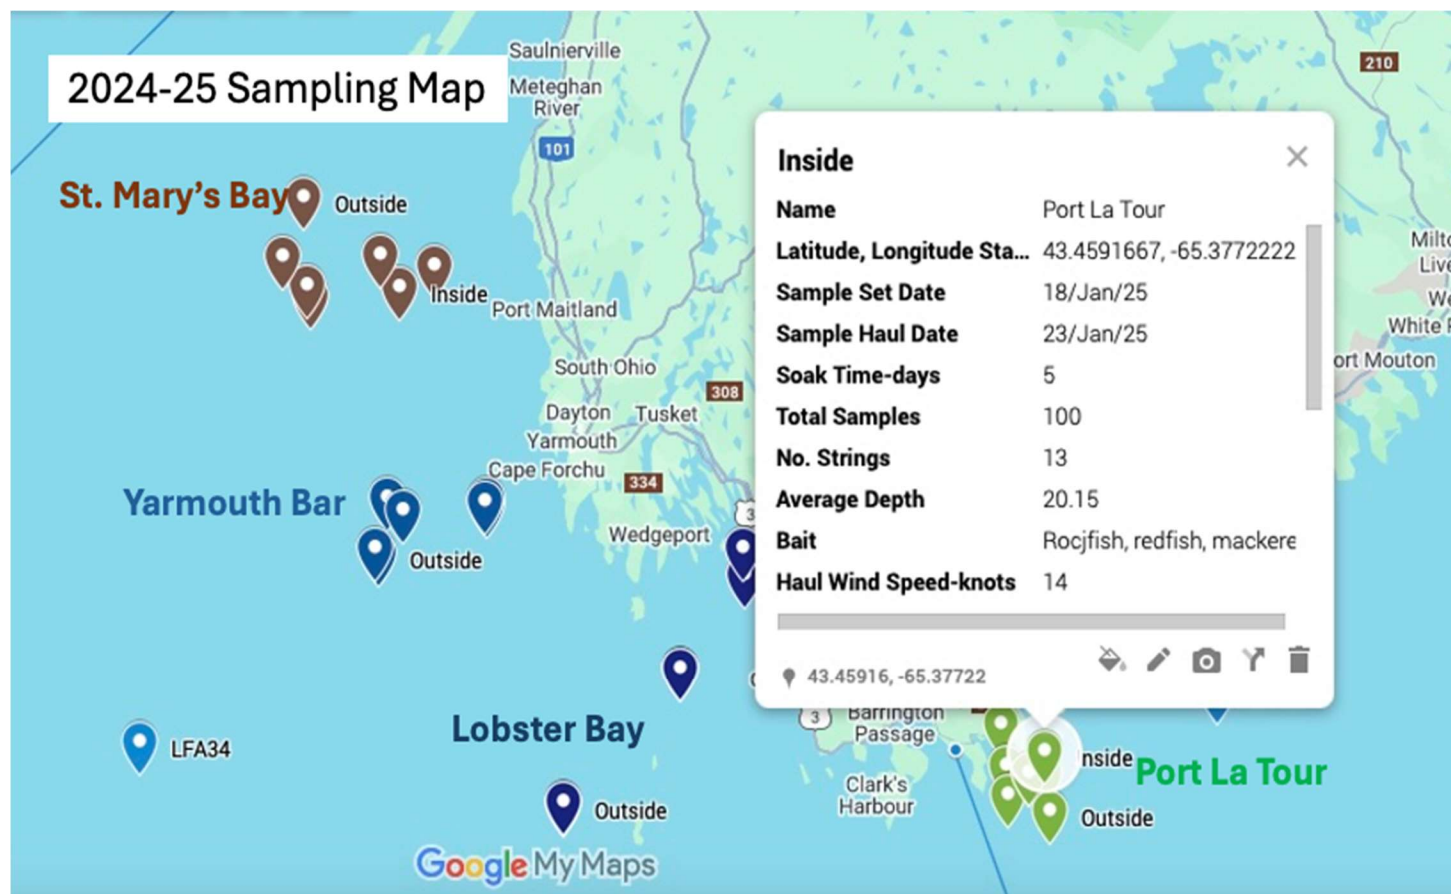 2024-25 Sampling Map
Saulnierville
Meteghan
River
101
210
St. Mary's Bay
Outside
Inside
Port Maitland
South Ohio
308
Dayton
Tusket
Yarmouth
Cape Forchu
334
3
Yarmouth Bar
Outside
Wedgeport
Lobster Bay
LFA34
Outside
Google My Maps
Inside
Name Port La Tour
Latitude, Longitude Sta... 43.4591667, -65.3772222
Sample Set Date 18/Jan/25
Sample Haul Date 23/Jan/25
Soak Time-days 5
Total Samples 100
No. Strings 13
Average Depth 20.15
Bait Rocjfish, redfish, mackere
Haul Wind Speed-knots 14
43.45916, -65.37722
White
ort Mouton
3
Barrington
Passage
Clark's
Harbour
nside
Port La Tour
Outside